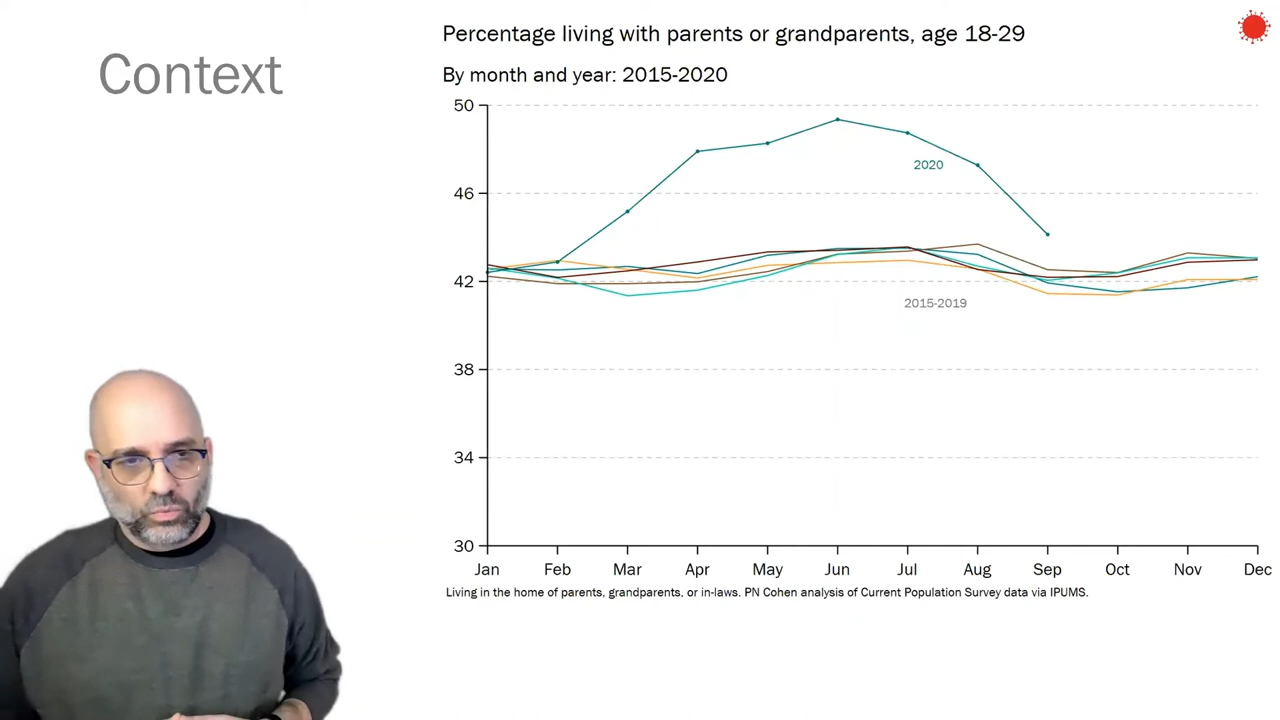 Context
Percentage living with parents or grandparents, age 18-29
By month and year: 2015-2020
50
46
42
38
34
30
2020
2015-2019
Jan Feb Mar Apr May Jun Jul Aug Sep Oct Nov Dec
Living in the home of parents, grandparents, or in-laws. PN Cohen analysis of Current Population Survey data via IPUMS.